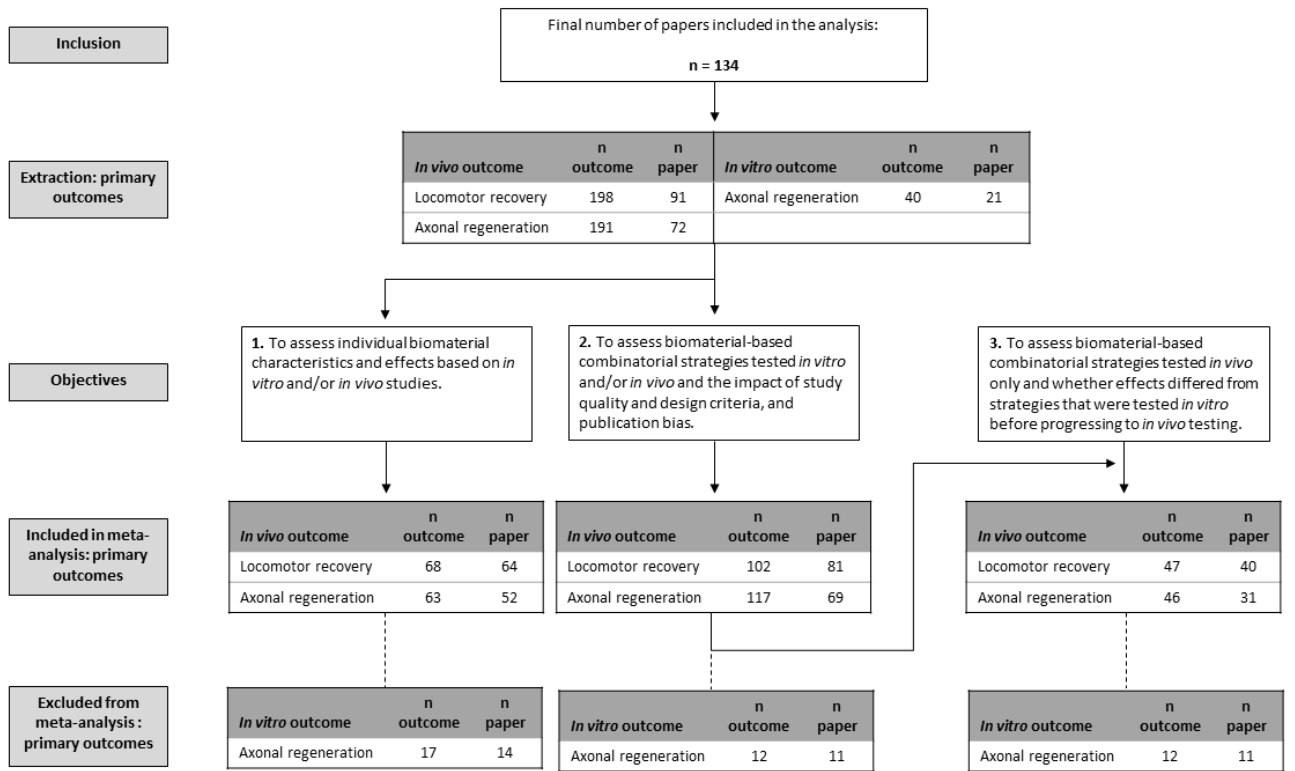 Inclusion
Final number of papers included in the analysis:
n = 134
Extraction: primary
outcomes
In vivo outcome n outcome n paper In vitro outcome n outcome n paper
Locomotor recovery 198 91 Axonal regeneration 40 21
Axonal regeneration 191 72
Objectives
1. To assess individual biomaterial
characteristics and effects based on in
vitro and/or in vivo studies.
2. To assess biomaterial-based
combinatorial strategies tested in vitro
and/or in vivo and the impact of study
quality and design criteria, and
publication bias.
3. To assess biomaterial-based
combinatorial strategies tested in vivo
only and whether effects differed from
strategies that were tested in vitro
before progressing to in vivo testing.
Included in meta-
analysis: primary
outcomes
In vivo outcome n outcome n paper
Locomotor recovery 68 64
Axonal regeneration 63 52
In vivo outcome n outcome n paper
Locomotor recovery 102 81
Axonal regeneration 117 69
In vivo outcome n outcome n paper
Locomotor recovery 47 40
Axonal regeneration 46 31
Excluded from
meta-analysis :
primary outcomes
In vitro outcome n outcome n paper
Axonal regeneration 17 14
In vitro outcome n outcome n paper
Axonal regeneration 12 11
In vitro outcome n outcome n paper
Axonal regeneration 12 11